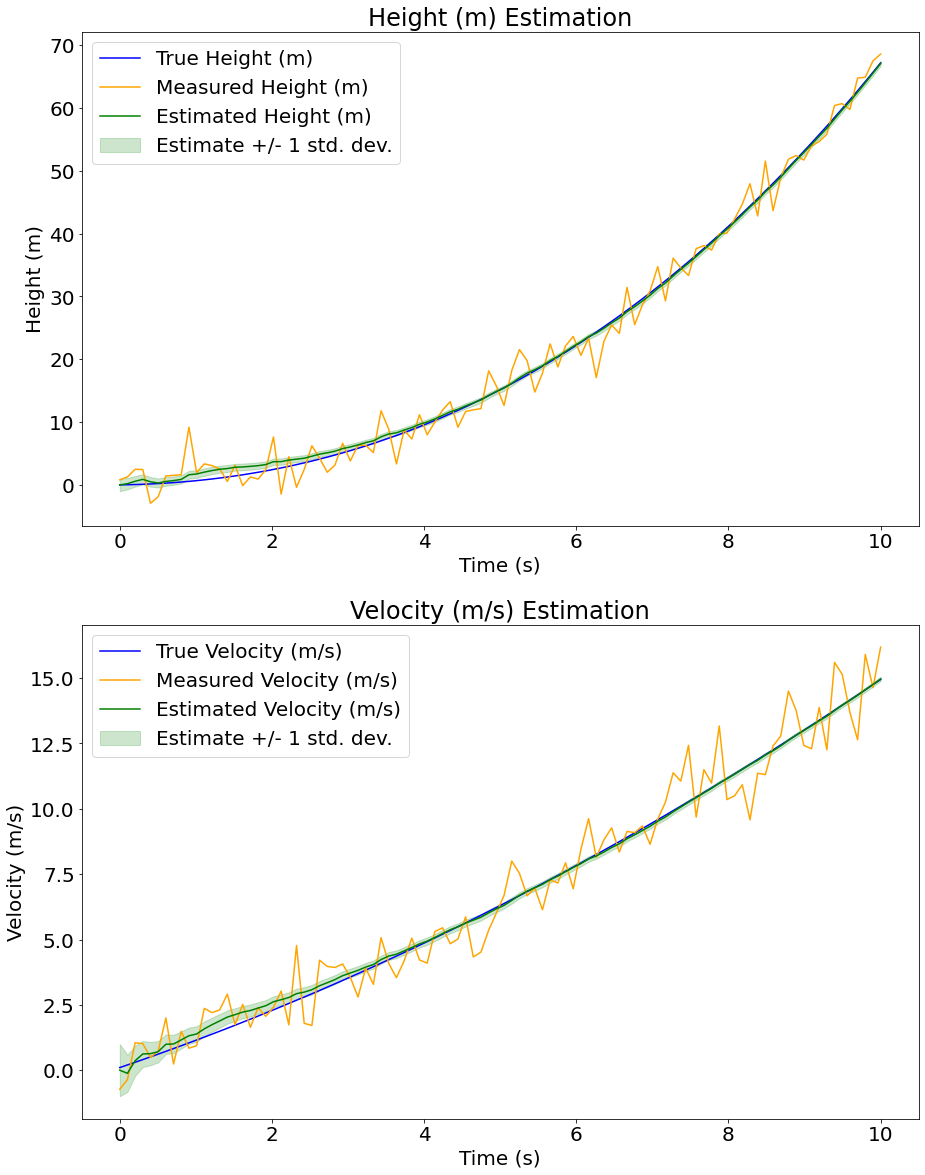 Height (m) Estimation
True Height (m)
Measured Height (m)
Estimated Height (m)
Estimate +/- 1 std. dev.
Height (m)
70
60
50
40
30
20
10
0
0 2 4 6 8 10
Time (s)
Velocity (m/s) Estimation
True Velocity (m/s)
Measured Velocity (m/s)
Estimated Velocity (m/s)
Estimate +/- 1 std. dev.
Velocity (m/s)
15.0
12.5
10.0
7.5
5.0
2.5
0.0
0 2 4 6 8 10
Time (s)